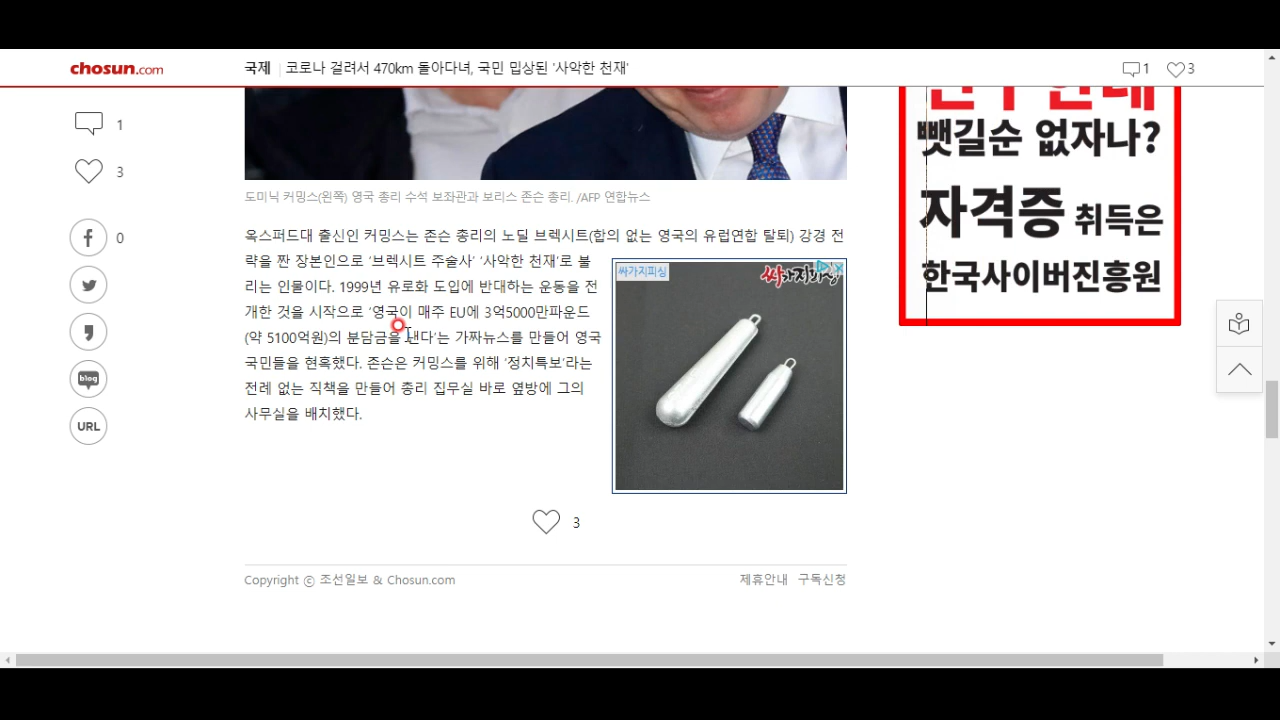 chosun.com
국제
코로나 걸려서 470km 돌아다녀, 국민 밉상된 '사악한 천재'
1
3
1
3
0
blog
URL
도미닉 커밍스(왼쪽) 영국 총리 수석 보좌관과 보리스 존슨 총리. /AFP 연합뉴스
옥스퍼드대 출신인 커밍스는 존슨 총리의 노딜 브렉시트(합의 없는 영국의 유럽연합 탈퇴) 강경 전
략을 짠 장본인으로 ‘브렉시트 주술사’ ‘사악한 천재’로 불
리는 인물이다. 1999년 유로화 도입에 반대하는 운동을 전
개한 것을 시작으로 ‘영국이 매주 EU에 3억5000만파운드
(약 5100억원)의 분담금을 낸다’는 가짜뉴스를 만들어 영국
국민들을 현혹했다. 존슨은 커밍스를 위해 ‘정치특보’라는
전례 없는 직책을 만들어 총리 집무실 바로 옆방에 그의
사무실을 배치했다.
싸가지피싱
싸가지피싱
3
Copyright ⓒ 조선일보 & Chosun.com
제휴안내 구독신청
뺏길순 없자나?
자격증 취득은
한국사이버진흥원